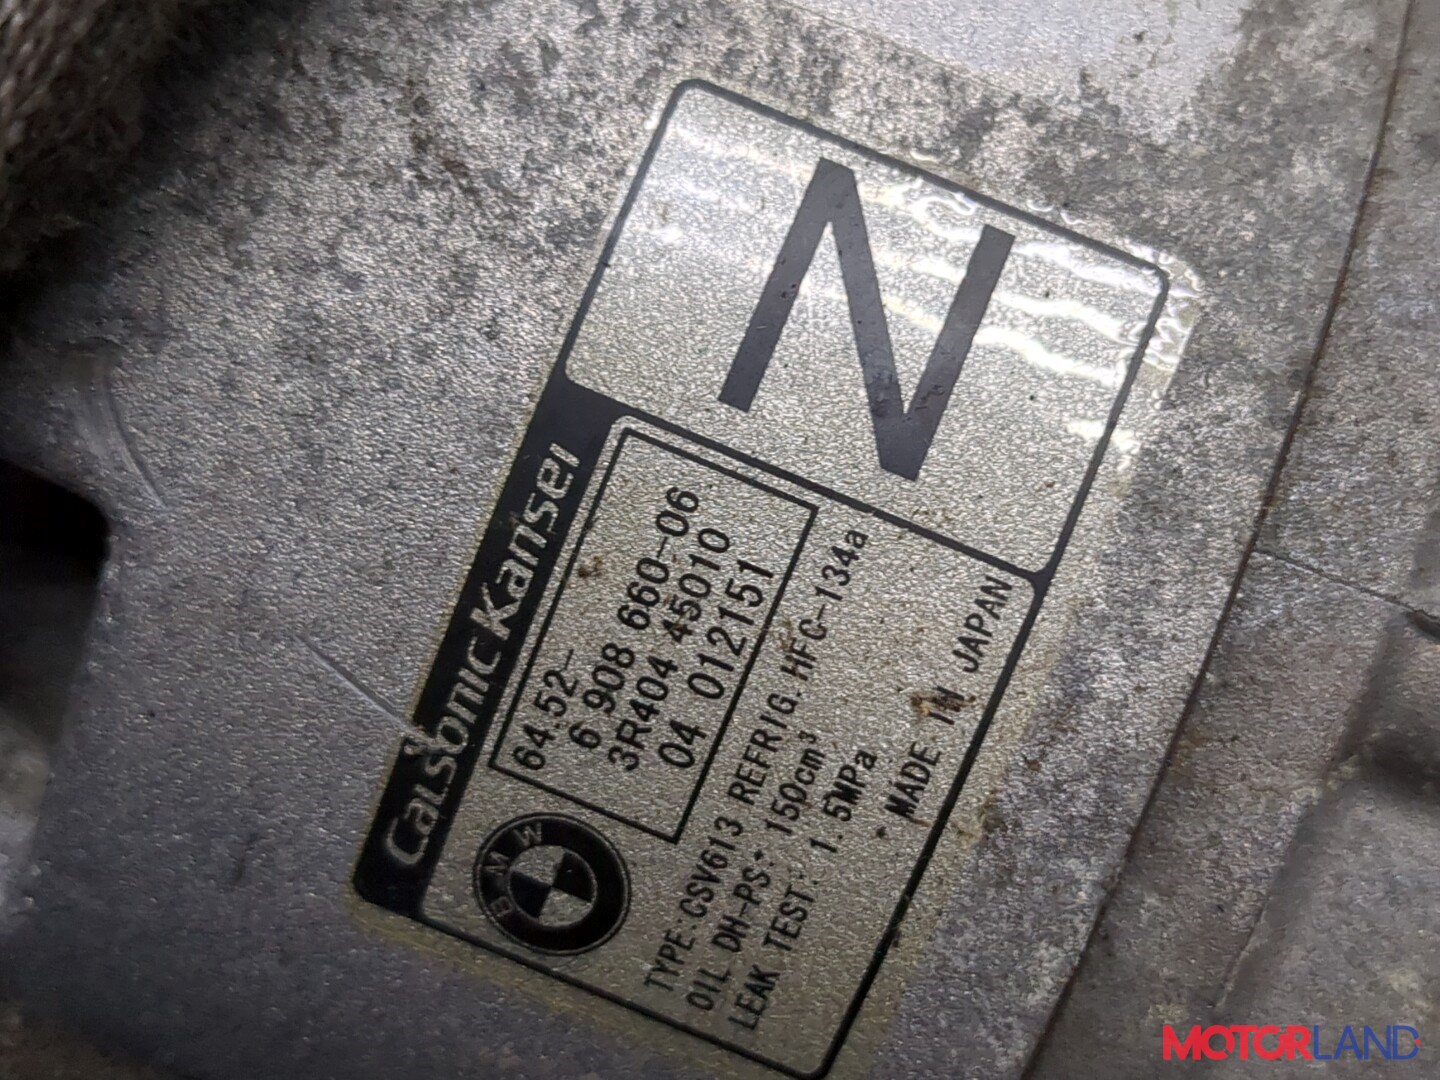 N
CalsonicKansei
64.52-
6 908 660-06
3R404 45010
04 0121151
BMW
TYPE:CSV613 REFRIG.HFC-134a
OIL DH-PS: 150cm³
LEAK TEST: 1.5MPa
MADE IN JAPAN
MOTORLAND